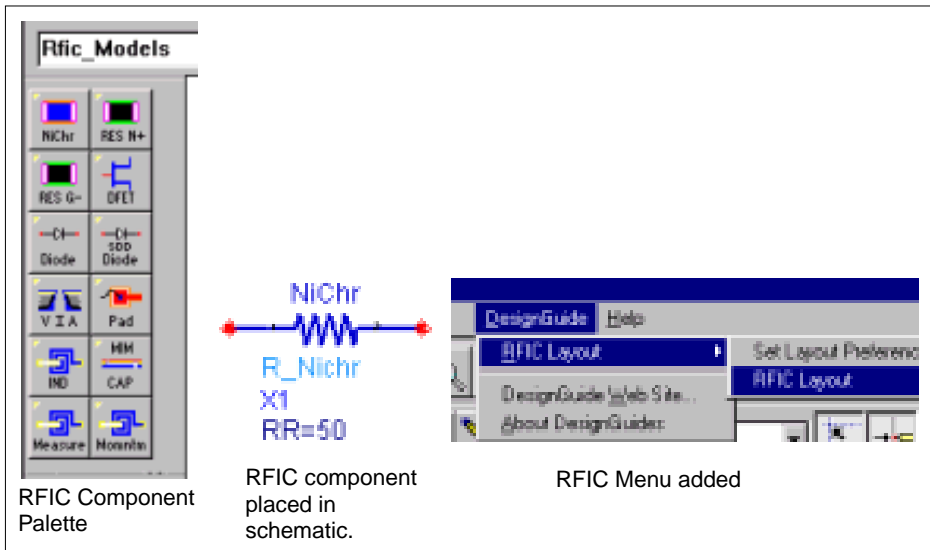 Rfic_Models
NiChr
RES N+
RES G-
DFET
Diode
SDD
Diode
V I A
Pad
IND
MIM
CAP
Measure
Momntm
RFIC Component
Palette
NiChr
R_Nichr
X1
RR=50
RFIC component
placed in
schematic.
DesignGuide Help
RFIC Layout
Set Layout Preferenc
RFIC Layout
DesignGuide Web Site...
About DesignGuides
RFIC Menu added